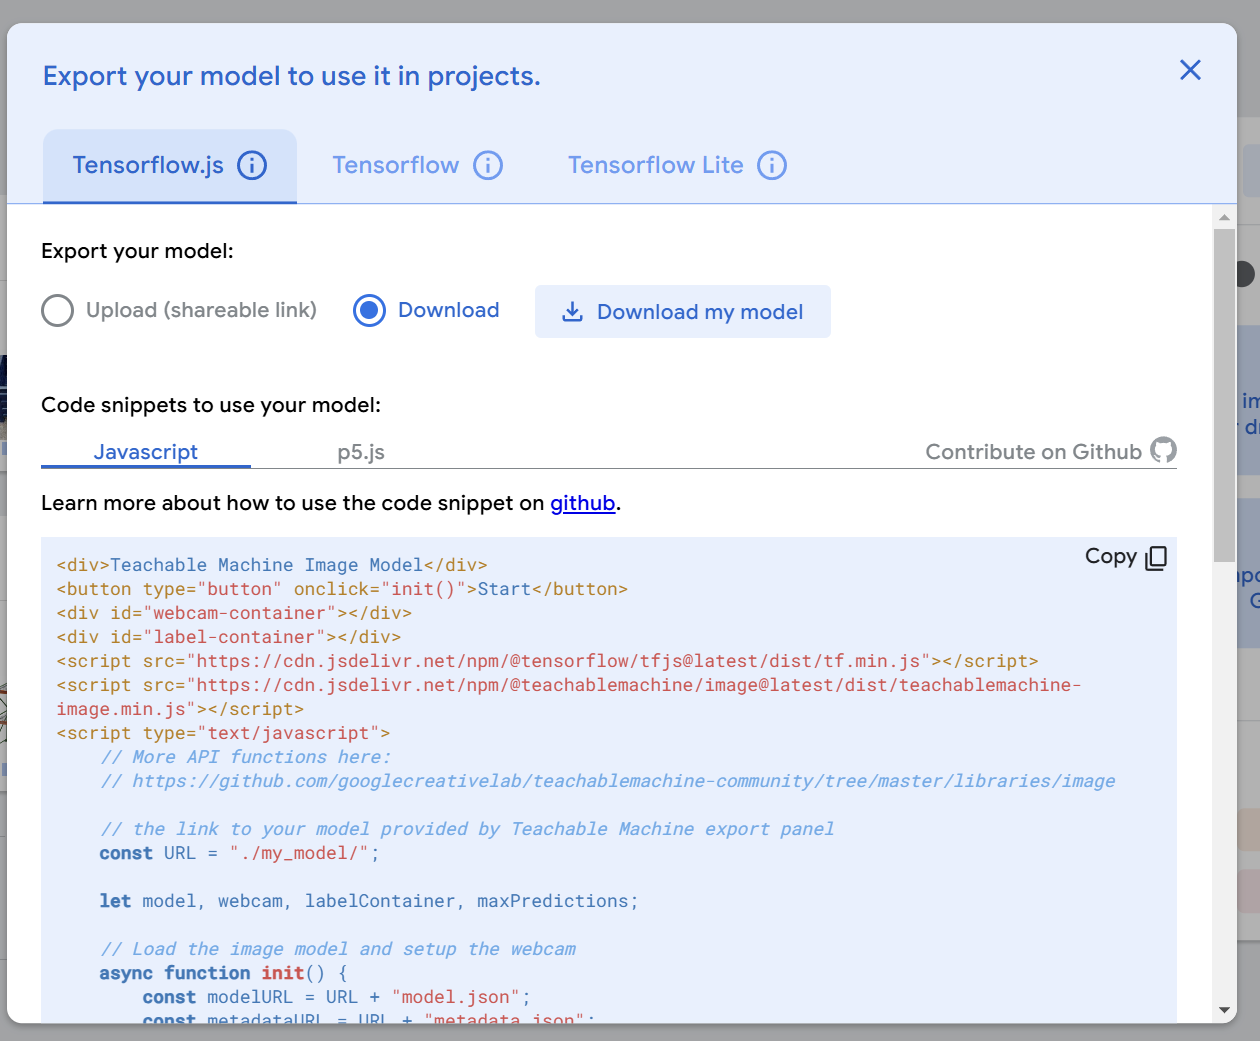 Export your model to use it in projects.
Tensorflow.js
Tensorflow
Tensorflow Lite
Export your model:
Upload (shareable link)
Download
Download my model
Code snippets to use your model:
Javascript
p5.js
Contribute on Github
Learn more about how to use the code snippet on github.
Copy
<div>Teachable Machine Image Model</div>
<button type="button" onclick="init()">Start</button>
<div id="webcam-container"></div>
<div id="label-container"></div>
<script src="https://cdn.jsdelivr.net/npm/@tensorflow/tfjs@latest/dist/tf.min.js"></script>
<script src="https://cdn.jsdelivr.net/npm/@teachablemachine/image@latest/dist/teachablemachine-
image.min.js"></script>
<script type="text/javascript">
// More API functions here:
// https://github.com/googlecreativelab/teachablemachine-community/tree/master/libraries/image
// the link to your model provided by Teachable Machine export panel
const URL = "./my_model/";
let model, webcam, labelContainer, maxPredictions;
// Load the image model and setup the webcam
async function init() {
const modelURL = URL + "model.json";
const metadataURL = URL + "metadata.json";